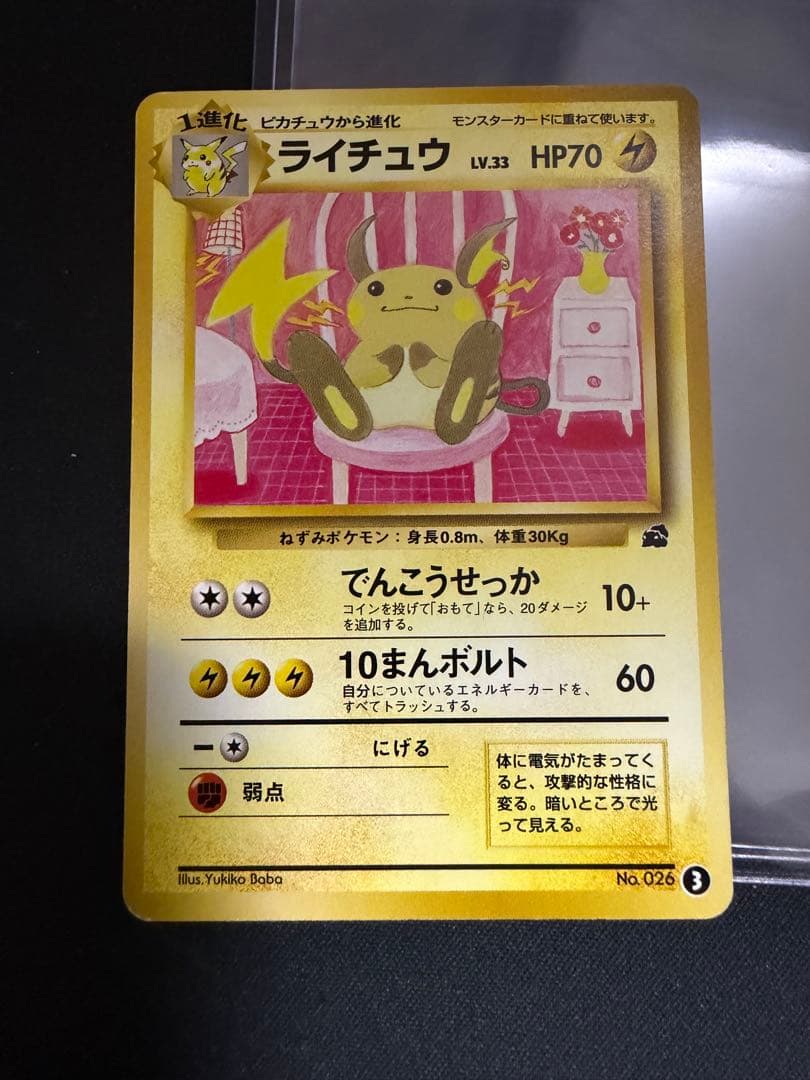 1進化 ピカチュウから進化 モンスターカードに重ねて使います。
ライチュウ LV.33 HP70
ねずみポケモン：身長0.8m、体重30Kg
でんこうせっか 10+
コインを投げて「おもて」なら、20ダメージ
を追加する。
10まんボルト 60
自分についているエネルギーカードを、
すべてトラッシュする。
ー にげる
弱点
体に電気がたまってく
ると、攻撃的な性格に
変る。暗いところで光
って見える。
Illus.Yukiko Baba No. 026 3